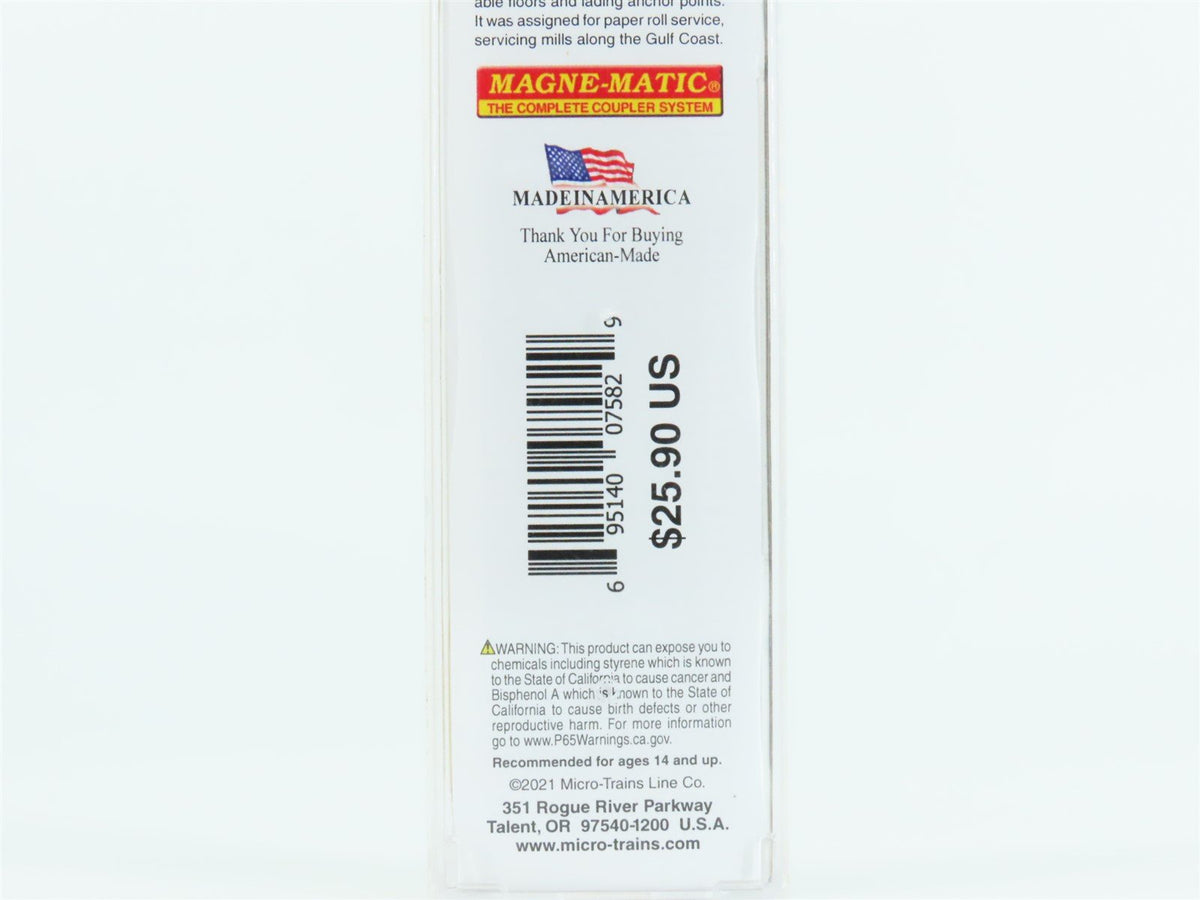 able floors and lading anchor points.
It was assigned for paper roll service,
servicing mills along the Gulf Coast.
MAGNE-MATIC®
THE COMPLETE COUPLER SYSTEM
MADEINAMERICA
Thank You For Buying
American-Made
6 95140 07582 9
$25.90 US
WARNING: This product can expose you to
chemicals including styrene which is known
to the State of California to cause cancer and
Bisphenol A which is known to the State of
California to cause birth defects or other
reproductive harm. For more information
go to www.P65Warnings.ca.gov.
Recommended for ages 14 and up.
©2021 Micro-Trains Line Co.
351 Rogue River Parkway
Talent, OR 97540-1200 U.S.A.
www.micro-trains.com